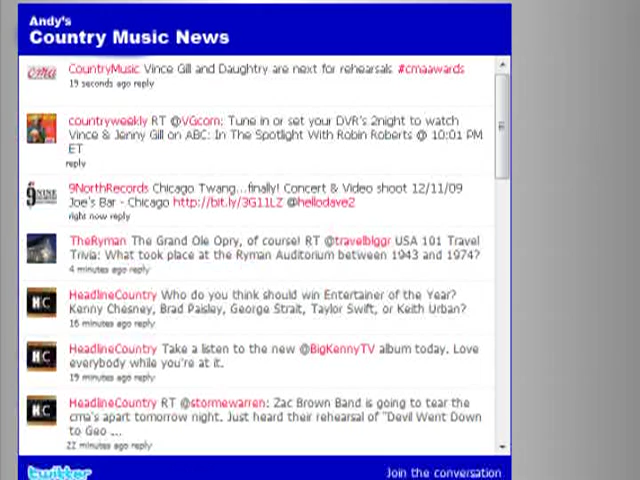 Andy's
Country Music News
cma
CountryMusic Vince Gill and Daughtry are next for rehearsals #cmaawards
19 seconds ago reply
countryweekly RT @VGcom: Tune in or set your DVR's 2night to watch
Vince & Jenny Gill on ABC: In The Spotlight With Robin Roberts @ 10:01 PM
ET
reply
9 NINE
9NorthRecords Chicago Twang...finally! Concert & Video shoot 12/11/09
Joe's Bar - Chicago http://bit.ly/3G11LZ @hellodave2
right now reply
TheRyman The Grand Ole Opry, of course! RT @travelblggr USA 101 Travel
Trivia: What took place at the Ryman Auditorium between 1943 and 1974?
4 minutes ago reply
HC
HeadlineCountry Who do you think should win Entertainer of the Year?
Kenny Chesney, Brad Paisley, George Strait, Taylor Swift, or Keith Urban?
16 minutes ago reply
HC
HeadlineCountry Take a listen to the new @BigKennyTV album today. Love
everybody while you're at it.
19 minutes ago reply
HC
HeadlineCountry RT @stormewarren: Zac Brown Band is going to tear the
cma's apart tomorrow night. Just heard their rehearsal of "Devil Went Down
to Geo ...
22 minutes ago reply
twitter
Join the conversation